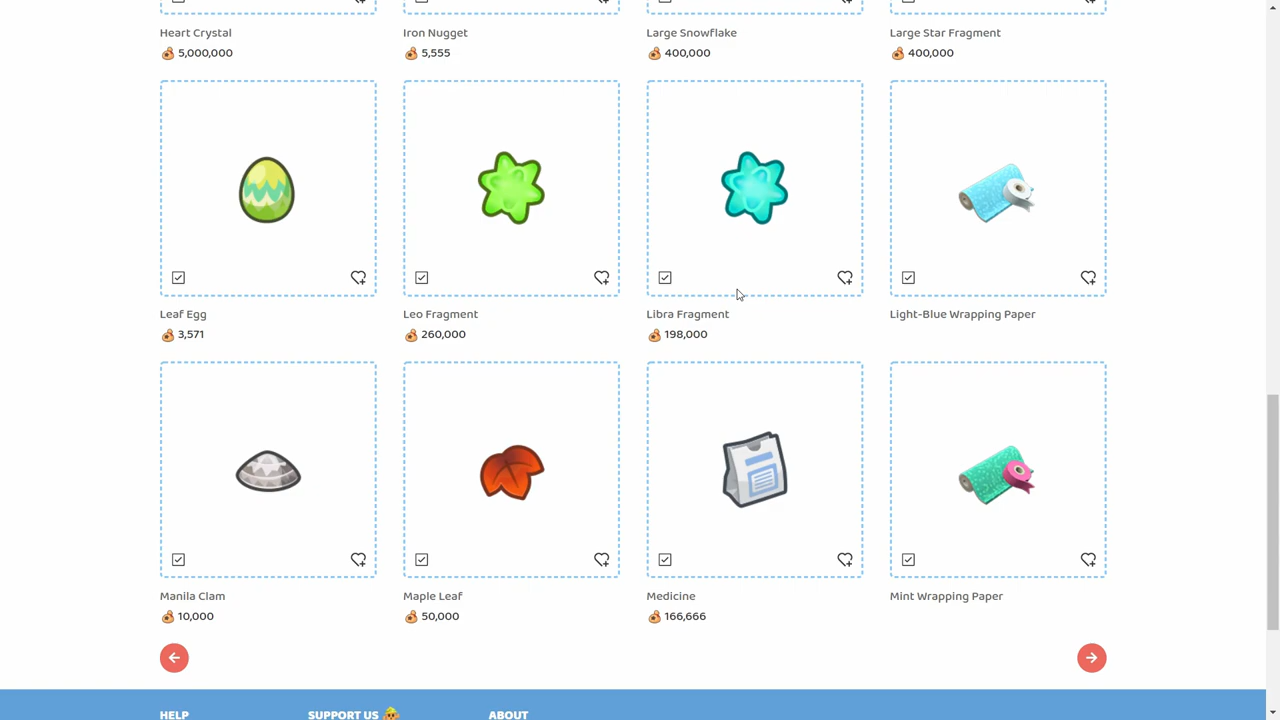 Heart Crystal
5,000,000
Iron Nugget
5,555
Large Snowflake
400,000
Large Star Fragment
400,000
Leaf Egg
3,571
Leo Fragment
260,000
Libra Fragment
198,000
Light-Blue Wrapping Paper
Manila Clam
10,000
Maple Leaf
50,000
Medicine
166,666
Mint Wrapping Paper
HELP
SUPPORT US
ABOUT